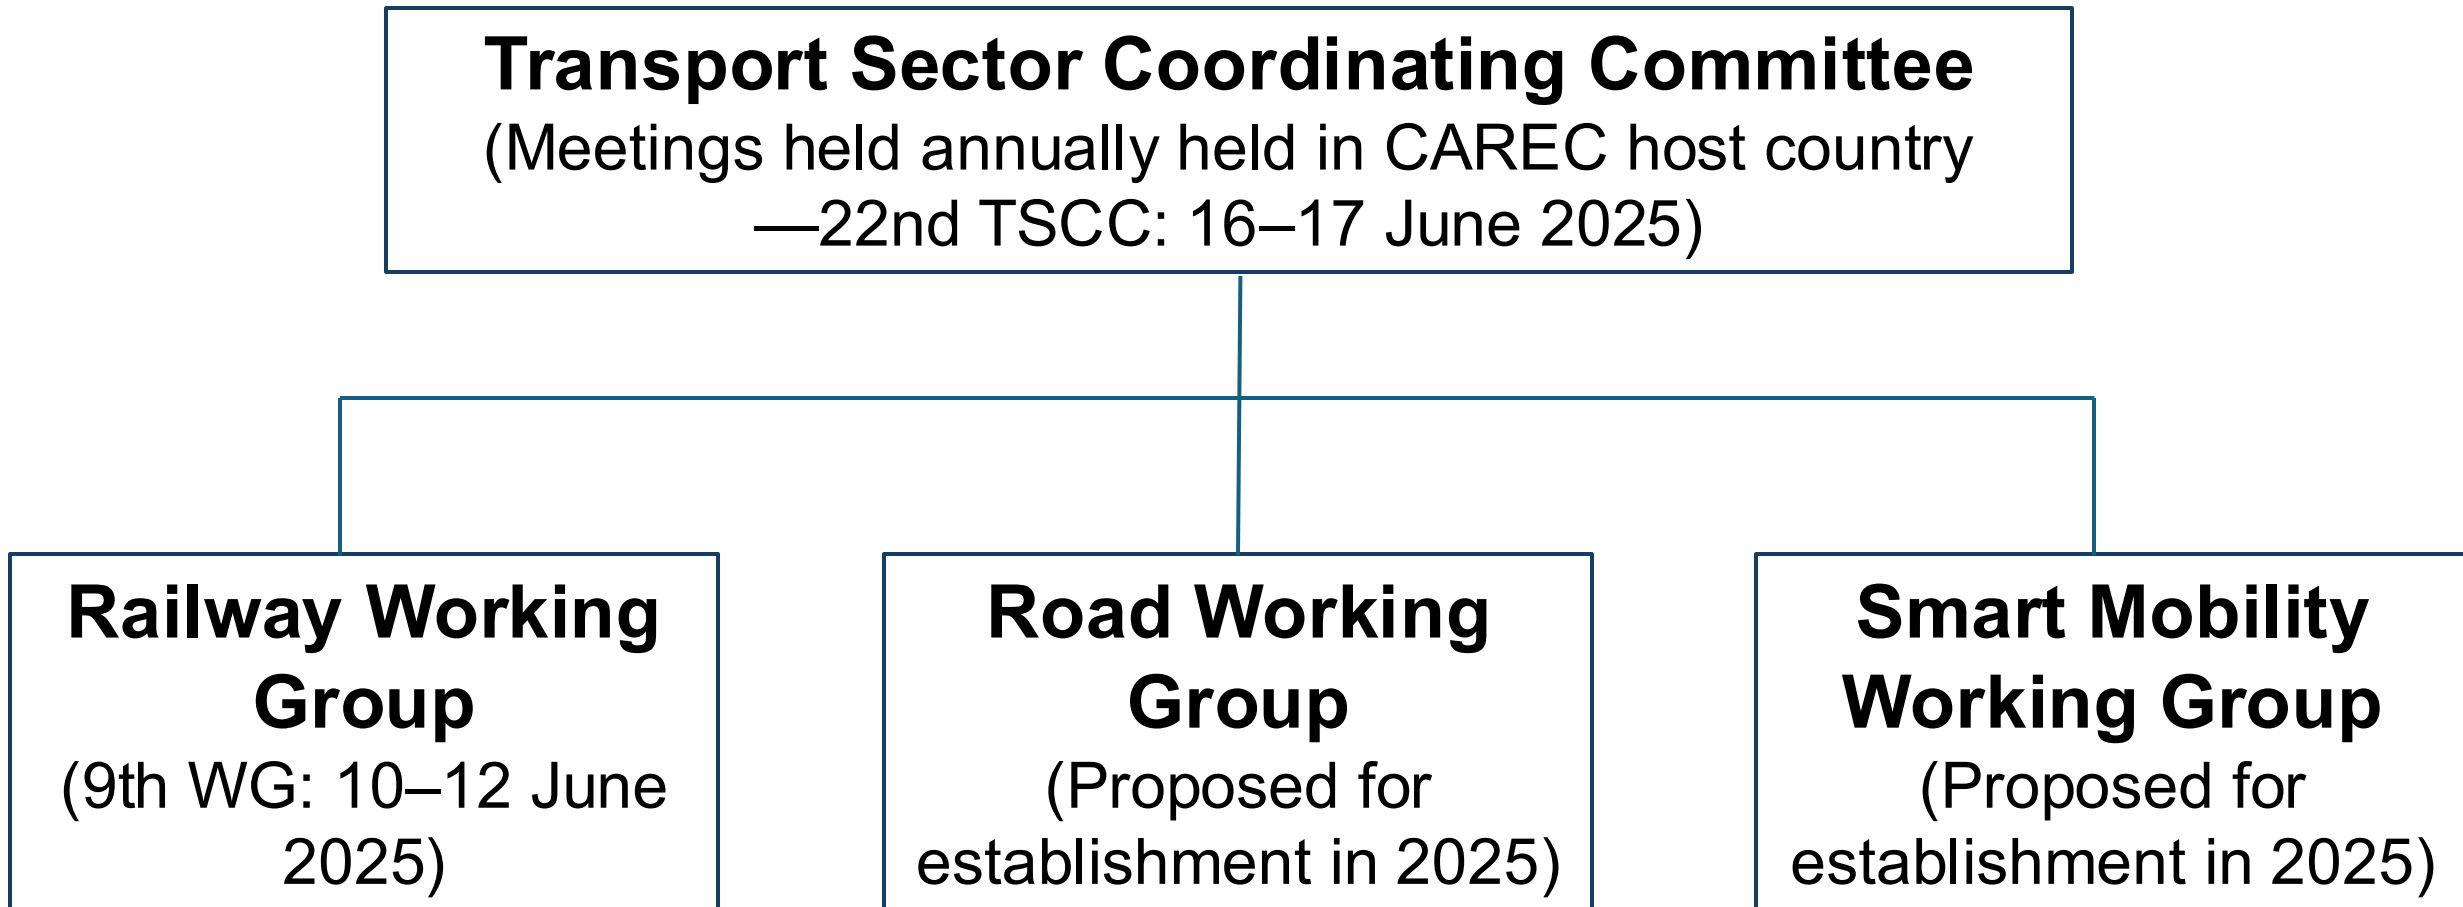 Transport Sector Coordinating Committee
(Meetings held annually held in CAREC host country
—22nd TSCC: 16–17 June 2025)
Railway Working
Group
(9th WG: 10–12 June
2025)
Road Working
Group
(Proposed for
establishment in 2025)
Smart Mobility
Working Group
(Proposed for
establishment in 2025)